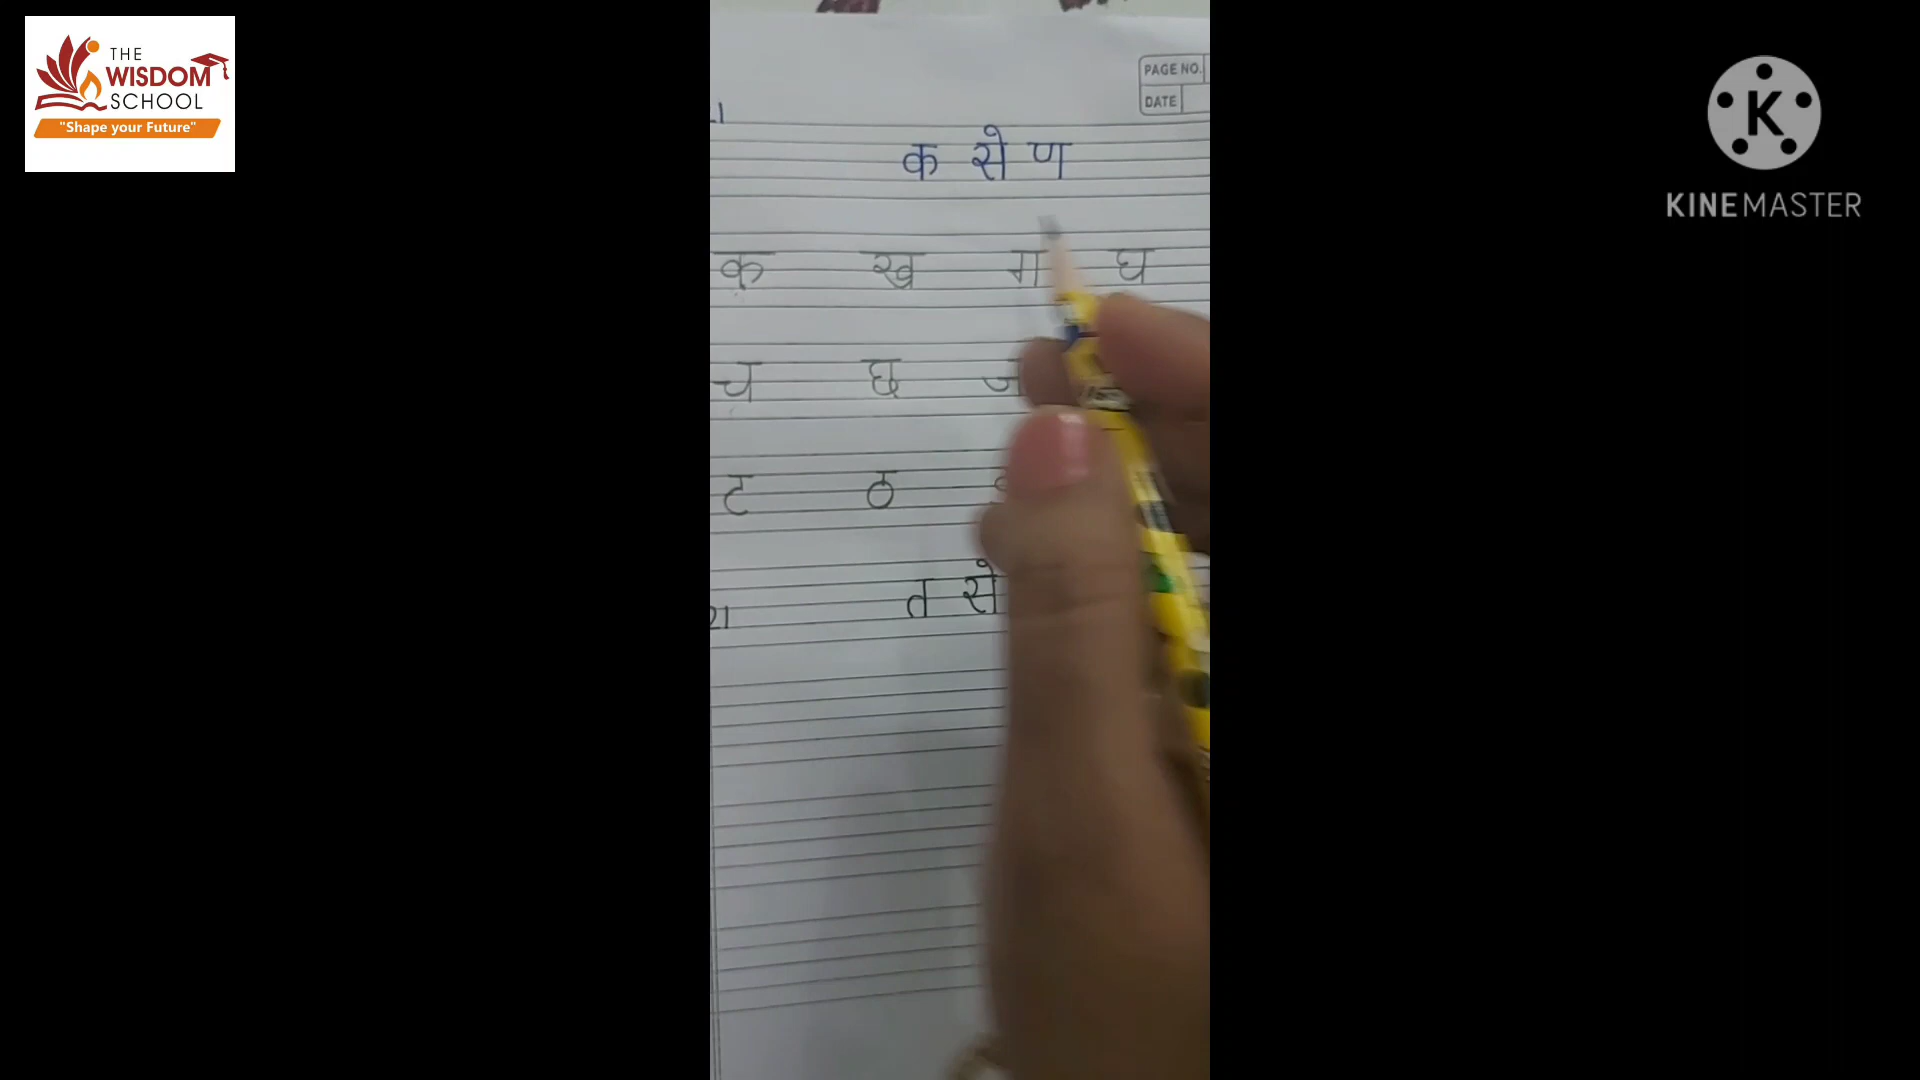 THE
WISDOM
SCHOOL
"Shape your Future"
K
KINEMASTER
PAGE NO.
DATE
क से ण
क ख ग घ
च छ ज
ट ठ
त से